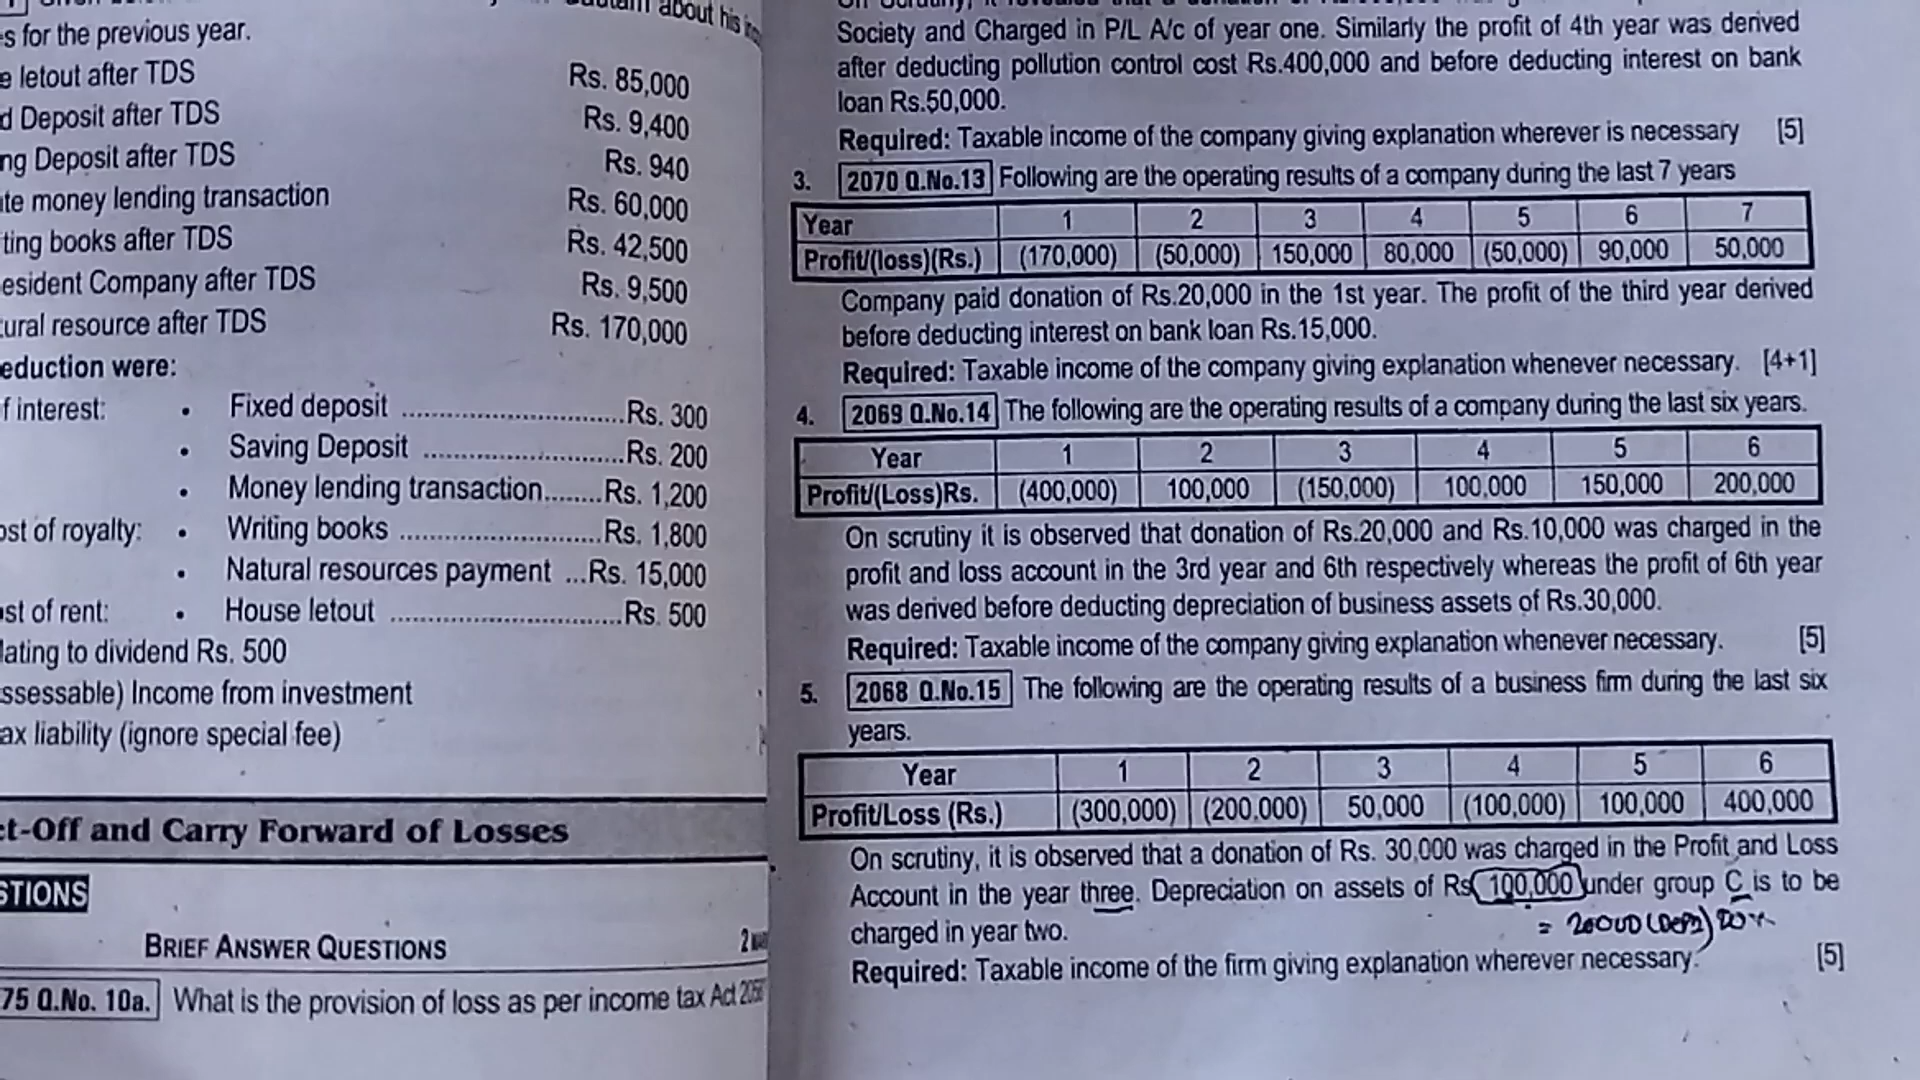 about his
s for the previous year.
e letout after TDS Rs. 85,000
d Deposit after TDS Rs. 9,400
ng Deposit after TDS Rs. 940
te money lending transaction Rs. 60,000
ting books after TDS Rs. 42,500
esident Company after TDS Rs. 9,500
ural resource after TDS Rs. 170,000
eduction were:
f interest: • Fixed deposit ............................Rs. 300
• Saving Deposit .........................Rs. 200
• Money lending transaction........Rs. 1,200
ost of royalty: • Writing books .........................Rs. 1,800
• Natural resources payment ...Rs. 15,000
st of rent: • House letout .............................Rs. 500
lating to dividend Rs. 500
ssessable) Income from investment
ax liability (ignore special fee)
et-Off and Carry Forward of Losses
STIONS
BRIEF ANSWER QUESTIONS 2
75 Q.No. 10a. What is the provision of loss as per income tax Act
Society and Charged in P/L A/c of year one. Similarly the profit of 4th year was derived
after deducting pollution control cost Rs.400,000 and before deducting interest on bank
loan Rs.50,000.
Required: Taxable income of the company giving explanation wherever is necessary [5]
3. 2070 Q.No.13 Following are the operating results of a company during the last 7 years
Year 1 2 3 4 5 6 7
Profit/(loss)(Rs.) (170,000) (50,000) 150,000 80,000 (50,000) 90,000 50,000
Company paid donation of Rs.20,000 in the 1st year. The profit of the third year derived
before deducting interest on bank loan Rs.15,000.
Required: Taxable income of the company giving explanation whenever necessary. [4+1]
4. 2069 Q.No.14 The following are the operating results of a company during the last six years.
Year 1 2 3 4 5 6
Profit/(Loss)Rs. (400,000) 100,000 (150,000) 100,000 150,000 200,000
On scrutiny it is observed that donation of Rs.20,000 and Rs.10,000 was charged in the
profit and loss account in the 3rd year and 6th respectively whereas the profit of 6th year
was derived before deducting depreciation of business assets of Rs.30,000.
Required: Taxable income of the company giving explanation whenever necessary. [5]
5. 2068 Q.No.15 The following are the operating results of a business firm during the last six
years.
Year 1 2 3 4 5 6
Profit/Loss (Rs.) (300,000) (200,000) 50,000 (100,000) 100,000 400,000
On scrutiny, it is observed that a donation of Rs. 30,000 was charged in the Profit and Loss
Account in the year three. Depreciation on assets of Rs 100,000 under group C is to be
charged in year two. = 20000 (Depn) 20%
Required: Taxable income of the firm giving explanation wherever necessary. [5]